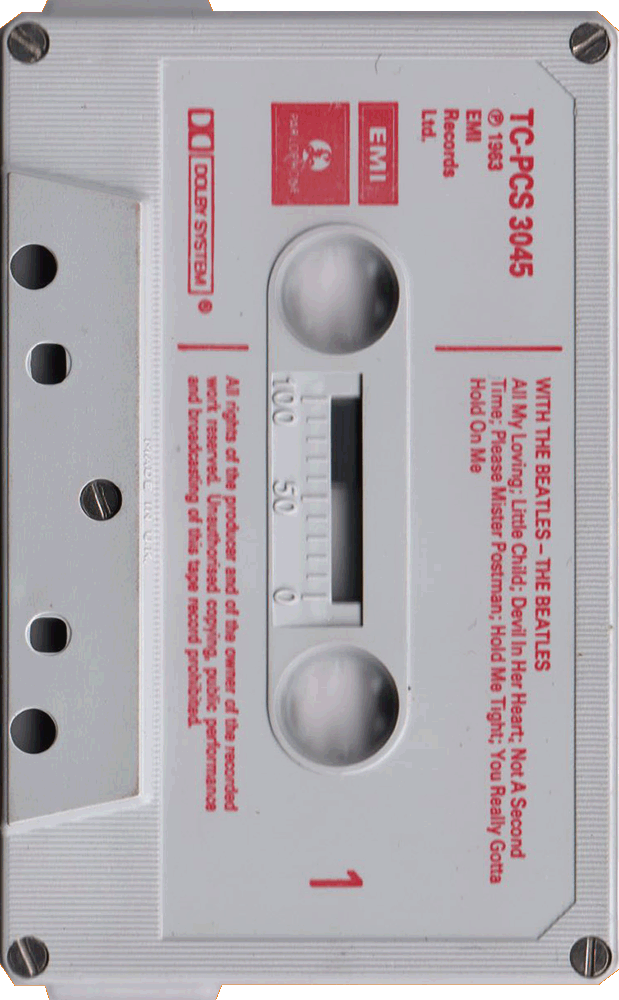 TC-PCS 3045
℗ 1963
EMI
Records
Ltd.
WITH THE BEATLES – THE BEATLES
All My Loving; Little Child; Devil In Her Heart; Not A Second
Time; Please Mister Postman; Hold Me Tight; You Really Gotta
Hold On Me
EMI
PARLOPHONE
100 50 0
1
DOLBY SYSTEM ®
All rights of the producer and of the owner of the recorded
work reserved. Unauthorised copying, public performance
and broadcasting of this tape record prohibited.
MADE IN U.K.